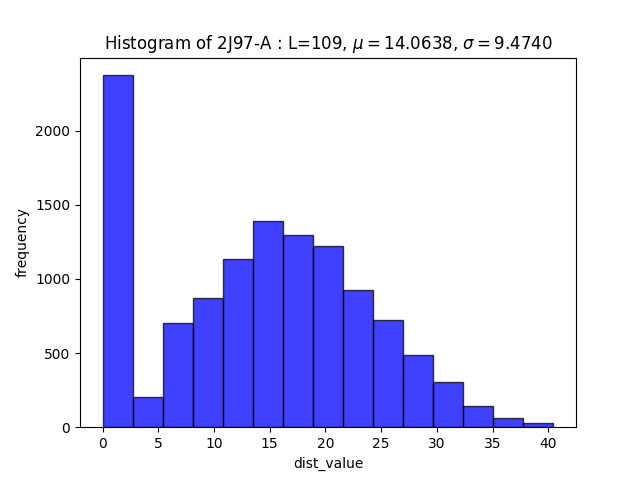 Histogram of 2J97-A : L=109, μ = 14.0638, σ = 9.4740
frequency
2000
1500
1000
500
0
0 5 10 15 20 25 30 35 40
dist_value